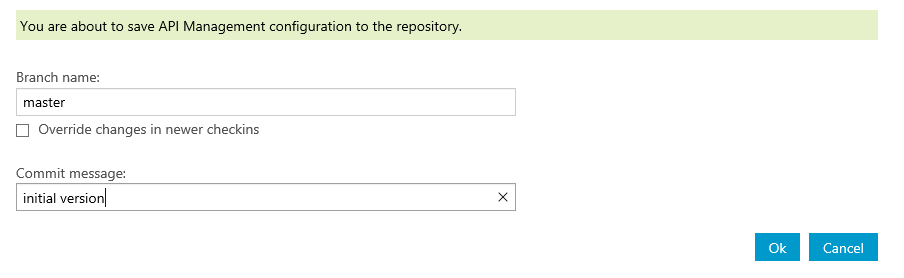 You are about to save API Management configuration to the repository.
Branch name:
master
Override changes in newer checkins
Commit message:
initial version
Ok Cancel